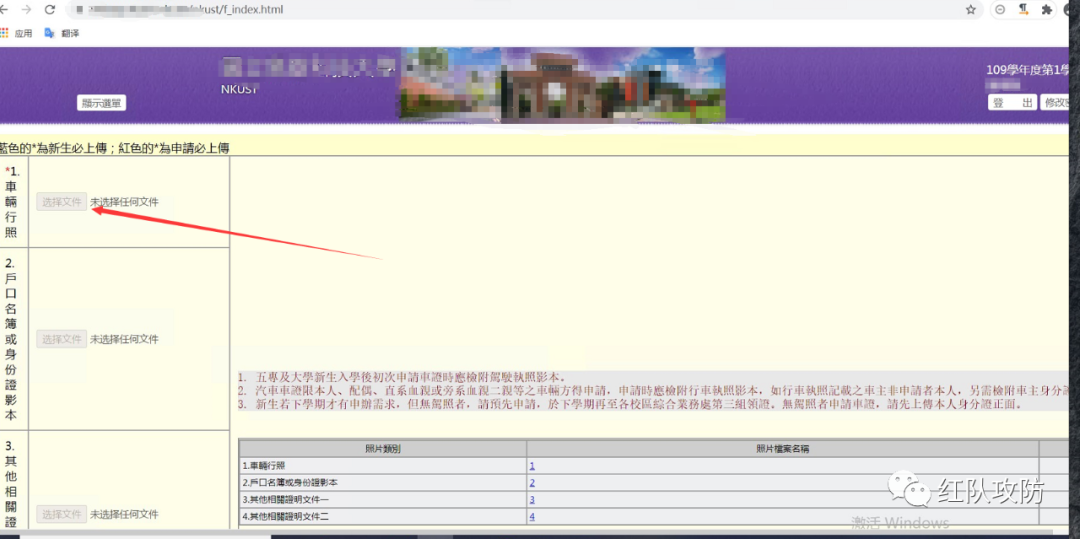 kust/f_index.html
应用 翻译
NKUST
109學年度第1學
顯示選單
登 出 修改密
藍色的*為新生必上傳；紅色的*為申請必上傳
*1.車輛行照
选择文件 未选择任何文件
2.戶口名簿或身份證影本
选择文件 未选择任何文件
3.其他相關證
选择文件 未选择任何文件
1. 五專及大學新生入學後初次申請車證時應檢附駕駛執照影本。
2. 汽車車證限本人、配偶、直系血親或旁系血親二親等之車輛方得申請，申請時應檢附行車執照影本，如行車執照記載之車主非申請者本人，另需檢附車主身分證
3. 新生若下學期才有申辦需求，但無駕照者，請預先申請，於下學期再至各校區綜合業務處第三組領證。無駕照者申請車證，請先上傳本人身分證正面。
照片類別 照片檔案名稱
1.車輛行照 1
2.戶口名簿或身份證影本 2
3.其他相關證明文件一 3
4.其他相關證明文件二 4
红队攻防
激活 Windows